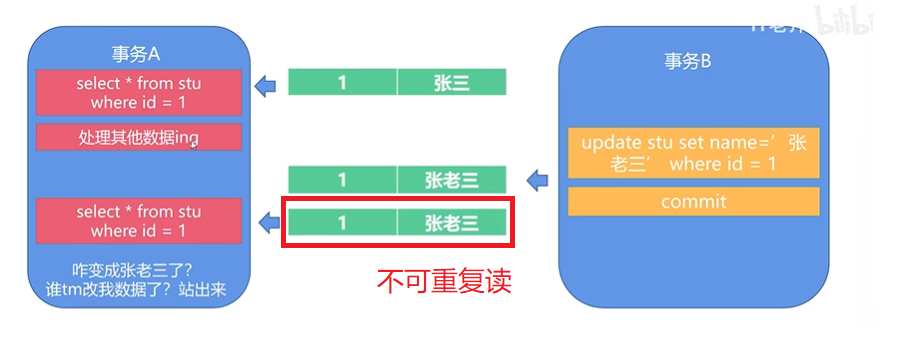 事务A
select * from stu
where id = 1
处理其他数据ing
select * from stu
where id = 1
咋变成张老三了?
谁tm改我数据了?站出来
1 张三
1 张老三
1 张老三
不可重复读
事务B
update stu set name='张
老三' where id = 1
commit
bilibili